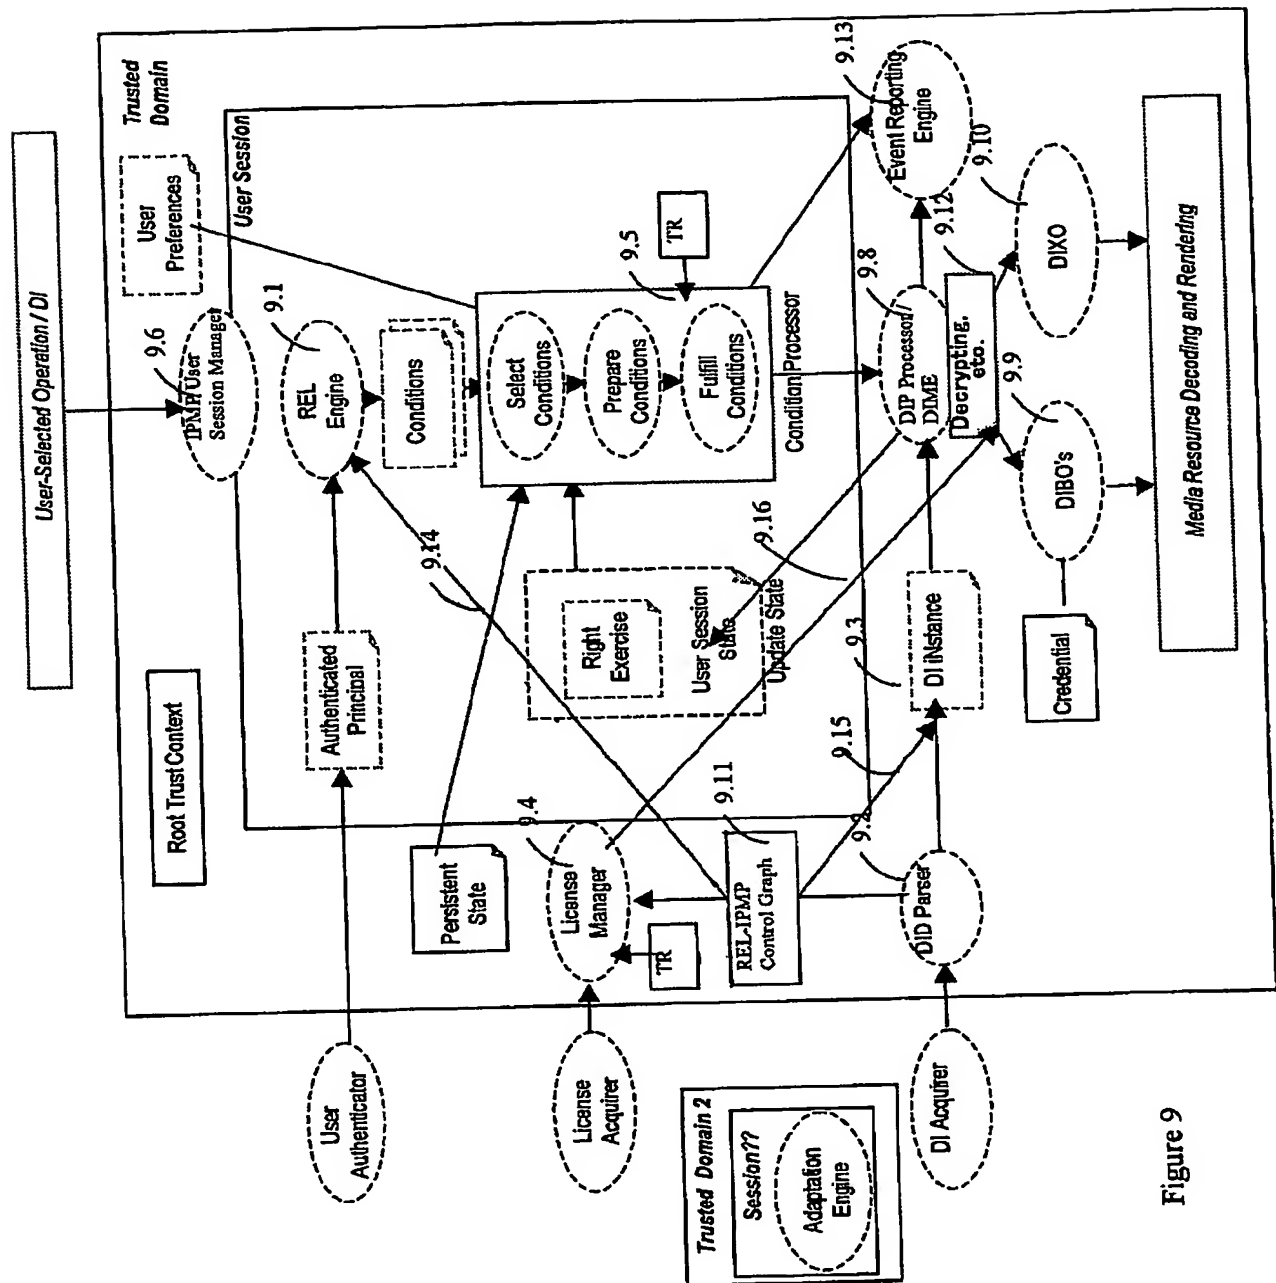 User-Selected Operation / DI
Trusted
Domain
Root Trust Context
User
Preferences
9.6
IPMP/User
Session Manager
User Session
User
Authenticator
Authenticated
Principal
9.1
REL
Engine
Conditions
9.14
Persistent
State
Select
Conditions
Prepare
Conditions
Fulfill
Conditions
9.5
TR
Condition Processor
Right
Exercise
User Session
State
Update State
9.16
License
Acquirer
9.4
License
Manager
TR
9.11
REL-IPMP
Control Graph
9.15
9.3
DI iNstance
9.8
DIP Processor/
DIME
9.13
Event Reporting
Engine
Trusted Domain 2
Session??
Adaptation
Engine
DI Acquirer
DID Parser
Decrypting,
etc.
9.12
9.10
DIXO
9.9
DIBO's
Credential
Media Resource Decoding and Rendering
Figure 9